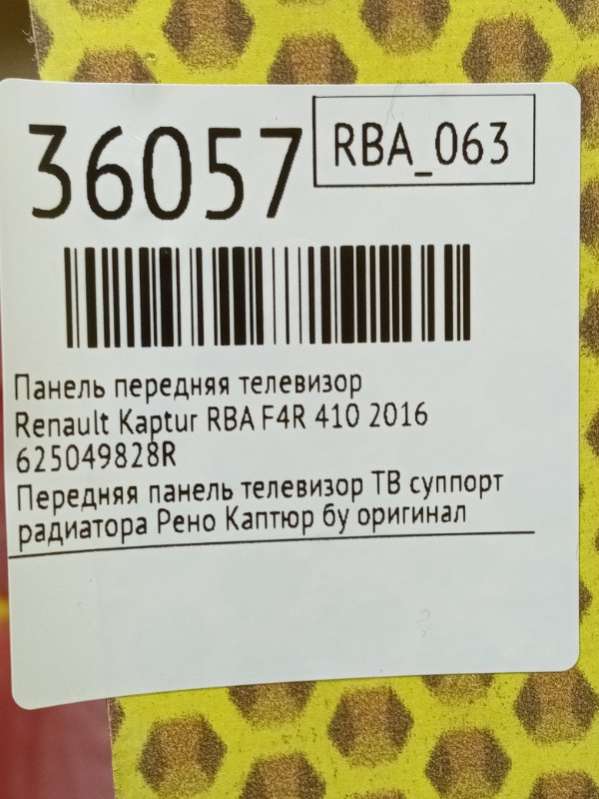 36057
RBA_063
Панель передняя телевизор
Renault Kaptur RBA F4R 410 2016
625049828R
Передняя панель телевизор ТВ суппорт
радиатора Рено Каптюр бу оригинал